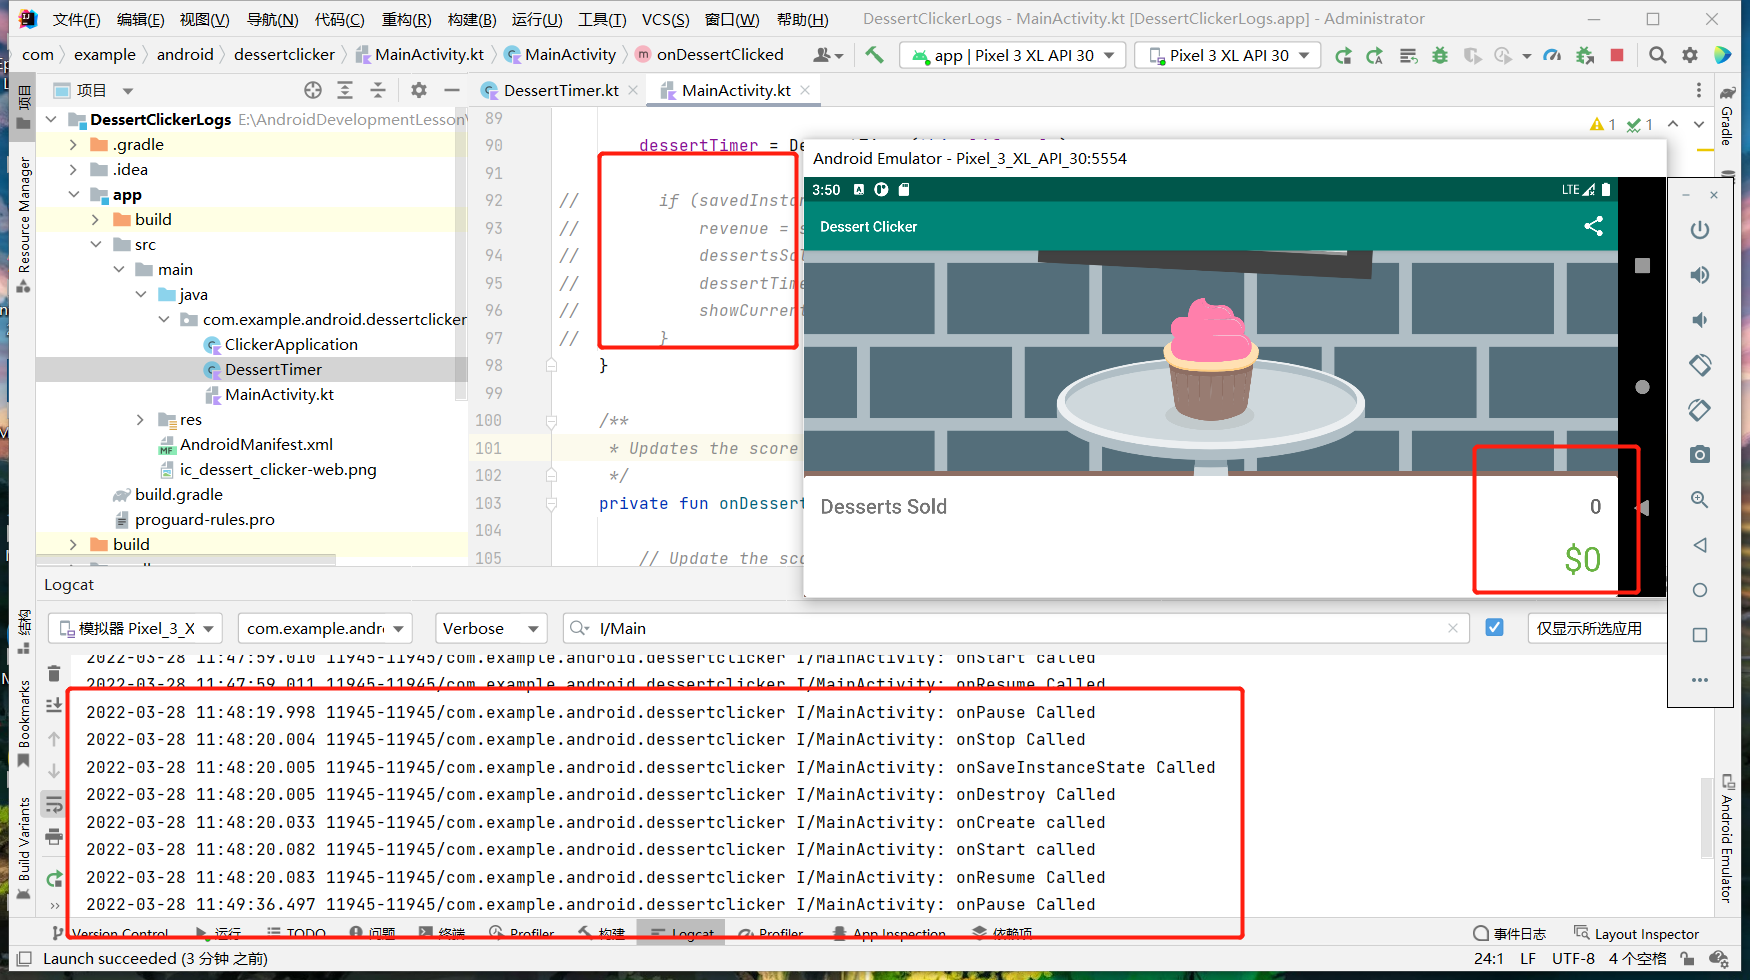 文件(F) 编辑(E) 视图(V) 导航(N) 代码(C) 重构(R) 构建(B) 运行(U) 工具(T) VCS(S) 窗口(W) 帮助(H) DessertClickerLogs - MainActivity.kt [DessertClickerLogs.app] - Administrator
com example android dessertclicker MainActivity.kt MainActivity onDessertClicked app | Pixel 3 XL API 30 Pixel 3 XL API 30
项目
DessertTimer.kt MainActivity.kt
DessertClickerLogs E:\AndroidDevelopmentLesson\
.gradle
.idea
app
build
src
main
java
com.example.android.dessertclicker
ClickerApplication
DessertTimer
MainActivity.kt
res
AndroidManifest.xml
ic_dessert_clicker-web.png
build.gradle
proguard-rules.pro
build
项目
Resource Manager
结构
Bookmarks
Build Variants
89
90 dessertTimer =
91
92 // if (savedInstan
93 // revenue = s
94 // dessertsSol
95 // dessertTime
96 // showCurrent
97 // }
98 }
99
100 /**
101 * Updates the score
102 */
103 private fun onDessert
104
105 // Update the sco
1 1
Gradle
Android Emulator
Android Emulator - Pixel_3_XL_API_30:5554
3:50 LTE
Dessert Clicker
Desserts Sold 0
$0
Logcat
模拟器 Pixel_3_X com.example.andr Verbose I/Main 仅显示所选应用
2022-03-28 11:47:59.010 11945-11945/com.example.android.dessertclicker I/MainActivity: onStart called
2022-03-28 11:47:59.011 11945-11945/com.example.android.dessertclicker I/MainActivity: onResume Called
2022-03-28 11:48:19.998 11945-11945/com.example.android.dessertclicker I/MainActivity: onPause Called
2022-03-28 11:48:20.004 11945-11945/com.example.android.dessertclicker I/MainActivity: onStop Called
2022-03-28 11:48:20.005 11945-11945/com.example.android.dessertclicker I/MainActivity: onSaveInstanceState Called
2022-03-28 11:48:20.005 11945-11945/com.example.android.dessertclicker I/MainActivity: onDestroy Called
2022-03-28 11:48:20.033 11945-11945/com.example.android.dessertclicker I/MainActivity: onCreate called
2022-03-28 11:48:20.082 11945-11945/com.example.android.dessertclicker I/MainActivity: onStart called
2022-03-28 11:48:20.083 11945-11945/com.example.android.dessertclicker I/MainActivity: onResume Called
2022-03-28 11:49:36.497 11945-11945/com.example.android.dessertclicker I/MainActivity: onPause Called
Version Control 运行 TODO 问题 终端 Profiler 构建 Logcat Profiler App Inspection 依赖项 事件日志 Layout Inspector
Launch succeeded (3 分钟 之前) 24:1 LF UTF-8 4 个空格